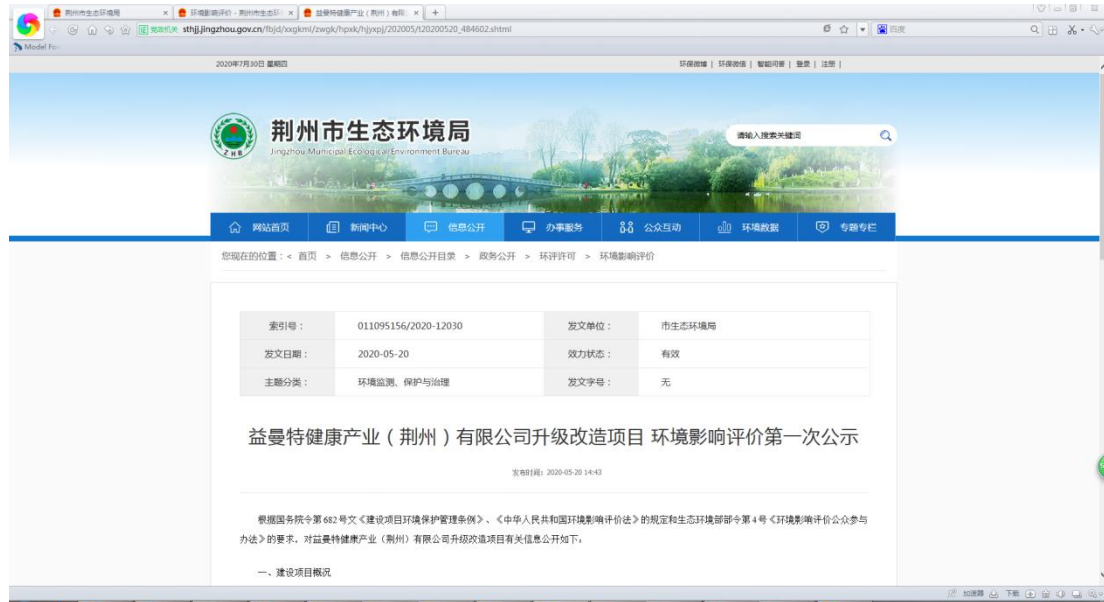 荆州市生态环境局
环境影响评价 - 荆州市生态环
益曼特健康产业(荆州)有限
党政机关 sthjj.jingzhou.gov.cn/fbjd/xxgkml/zwgk/hpxk/hjyxpj/202005/t20200520_484602.shtml
百度
2020年7月30日 星期四
环保微博 | 环保微信 | 智能问答 | 登录 | 注册 |
ZHB
荆州市生态环境局
Jingzhou Municipal Ecological Environment Bureau
请输入搜索关键词
网站首页 新闻中心 信息公开 办事服务 公众互动 环境数据 专题专栏
您现在的位置:< 首页 > 信息公开 > 信息公开目录 > 政务公开 > 环评许可 > 环境影响评价
索引号: 011095156/2020-12030 发文单位: 市生态环境局
发文日期: 2020-05-20 效力状态: 有效
主题分类: 环境监测、保护与治理 发文字号: 无
益曼特健康产业(荆州)有限公司升级改造项目 环境影响评价第一次公示
发布时间: 2020-05-20 14:43
根据国务院令第682号文《建设项目环境保护管理条例》、《中华人民共和国环境影响评价法》的规定和生态环境部部令第4号《环境影响评价公众参与
办法》的要求,对益曼特健康产业(荆州)有限公司升级改造项目有关信息公开如下:
一、建设项目概况
加速器 下载